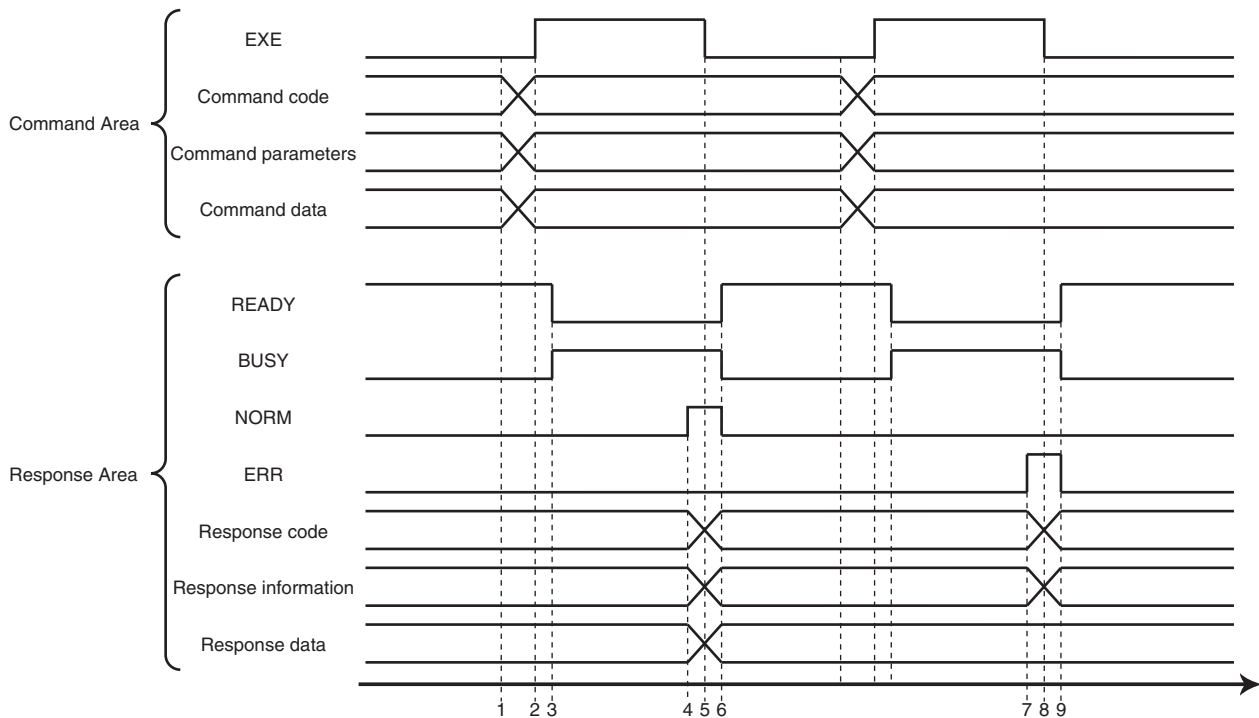 EXE
Command code
Command Area
Command parameters
Command data
READY
BUSY
NORM
Response Area
ERR
Response code
Response information
Response data
1 2 3 4 5 6 7 8 9